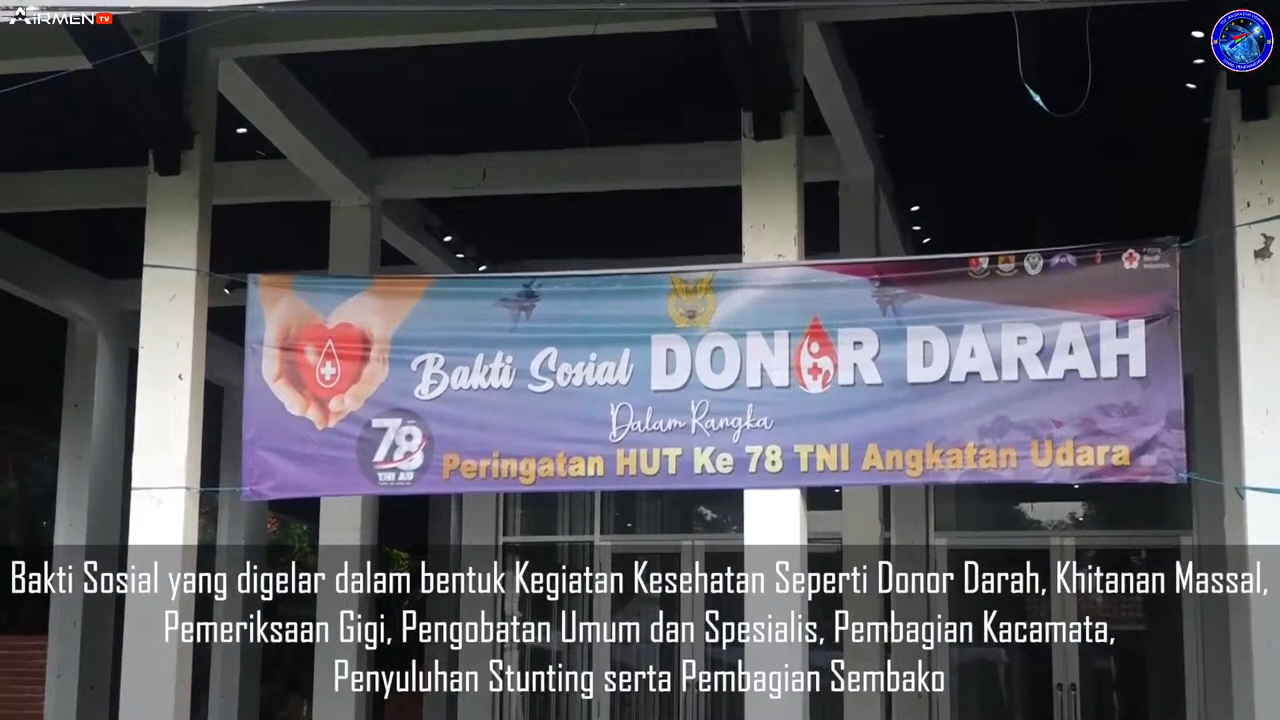 AIRMEN TV
Bakti Sosial DONOR DARAH
Dalam Rangka
78
TNI AU
Peringatan HUT Ke 78 TNI Angkatan Udara
Bakti Sosial yang digelar dalam bentuk Kegiatan Kesehatan Seperti Donor Darah, Khitanan Massal,
Pemeriksaan Gigi, Pengobatan Umum dan Spesialis, Pembagian Kacamata,
Penyuluhan Stunting serta Pembagian Sembako